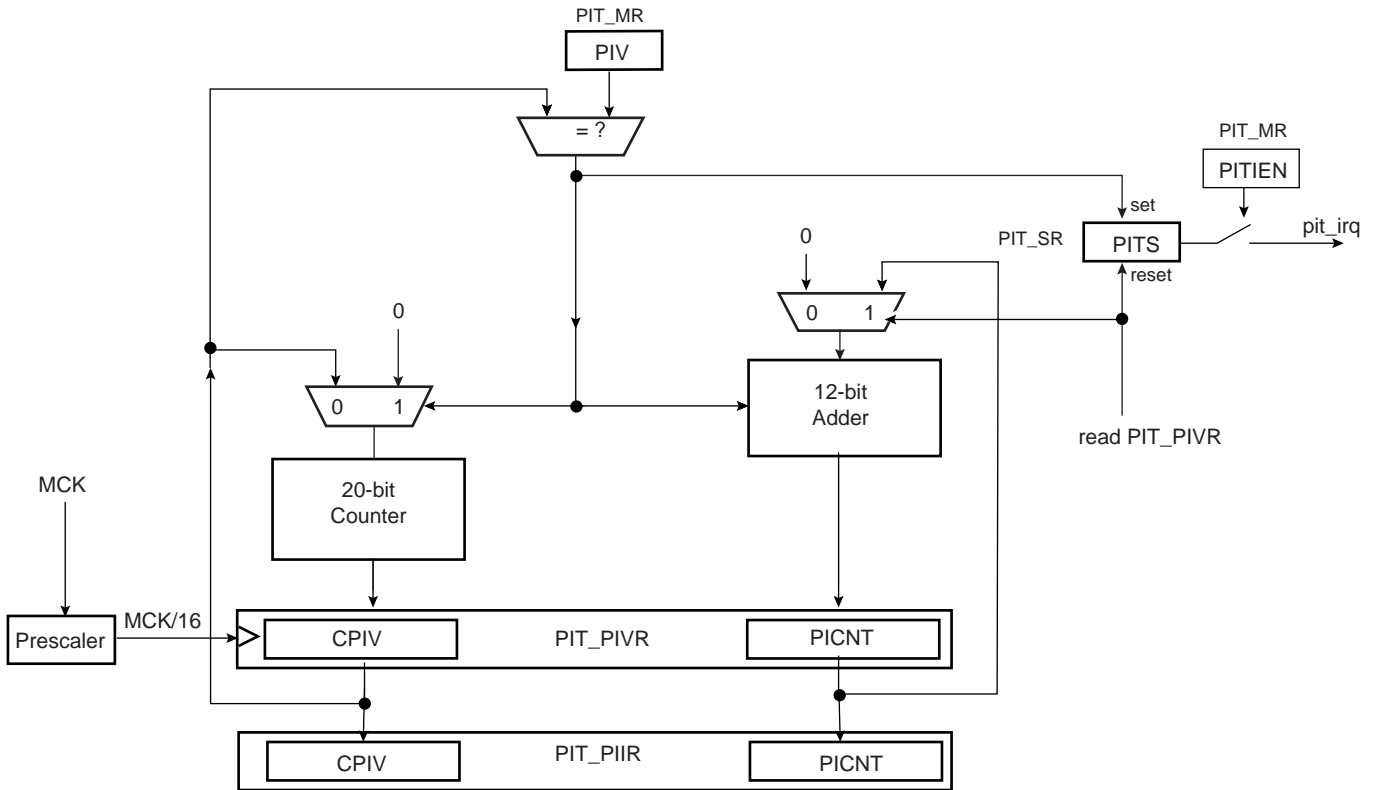 PIT_MR
PIV
= ?
PIT_MR
PITIEN
set
PIT_SR
PITS
pit_irq
reset
0
0 1
0
0 1
12-bit
Adder
read PIT_PIVR
MCK
20-bit
Counter
Prescaler
MCK/16
CPIV
PIT_PIVR
PICNT
CPIV
PIT_PIIR
PICNT